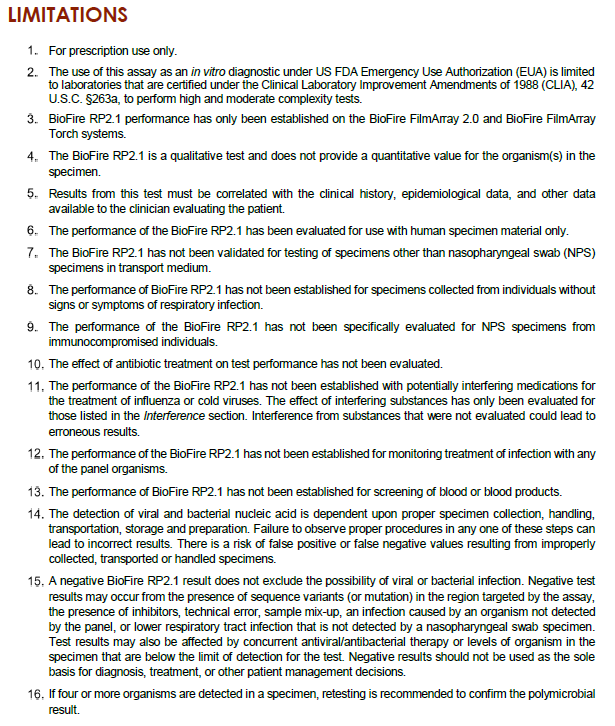 LIMITATIONS
1. For prescription use only.
2. The use of this assay as an in vitro diagnostic under US FDA Emergency Use Authorization (EUA) is limited
to laboratories that are certified under the Clinical Laboratory Improvement Amendments of 1988 (CLIA), 42
U.S.C. §263a, to perform high and moderate complexity tests.
3. BioFire RP2.1 performance has only been established on the BioFire FilmArray 2.0 and BioFire FilmArray
Torch systems.
4. The BioFire RP2.1 is a qualitative test and does not provide a quantitative value for the organism(s) in the
specimen.
5. Results from this test must be correlated with the clinical history, epidemiological data, and other data
available to the clinician evaluating the patient.
6. The performance of the BioFire RP2.1 has been evaluated for use with human specimen material only.
7. The BioFire RP2.1 has not been validated for testing of specimens other than nasopharyngeal swab (NPS)
specimens in transport medium.
8. The performance of BioFire RP2.1 has not been established for specimens collected from individuals without
signs or symptoms of respiratory infection.
9. The performance of the BioFire RP2.1 has not been specifically evaluated for NPS specimens from
immunocompromised individuals.
10. The effect of antibiotic treatment on test performance has not been evaluated.
11. The performance of the BioFire RP2.1 has not been established with potentially interfering medications for
the treatment of influenza or cold viruses. The effect of interfering substances has only been evaluated for
those listed in the Interference section. Interference from substances that were not evaluated could lead to
erroneous results.
12. The performance of the BioFire RP2.1 has not been established for monitoring treatment of infection with any
of the panel organisms.
13. The performance of BioFire RP2.1 has not been established for screening of blood or blood products.
14. The detection of viral and bacterial nucleic acid is dependent upon proper specimen collection, handling,
transportation, storage and preparation. Failure to observe proper procedures in any one of these steps can
lead to incorrect results. There is a risk of false positive or false negative values resulting from improperly
collected, transported or handled specimens.
15. A negative BioFire RP2.1 result does not exclude the possibility of viral or bacterial infection. Negative test
results may occur from the presence of sequence variants (or mutation) in the region targeted by the assay,
the presence of inhibitors, technical error, sample mix-up, an infection caused by an organism not detected
by the panel, or lower respiratory tract infection that is not detected by a nasopharyngeal swab specimen.
Test results may also be affected by concurrent antiviral/antibacterial therapy or levels of organism in the
specimen that are below the limit of detection for the test. Negative results should not be used as the sole
basis for diagnosis, treatment, or other patient management decisions.
16. If four or more organisms are detected in a specimen, retesting is recommended to confirm the polymicrobial
result.